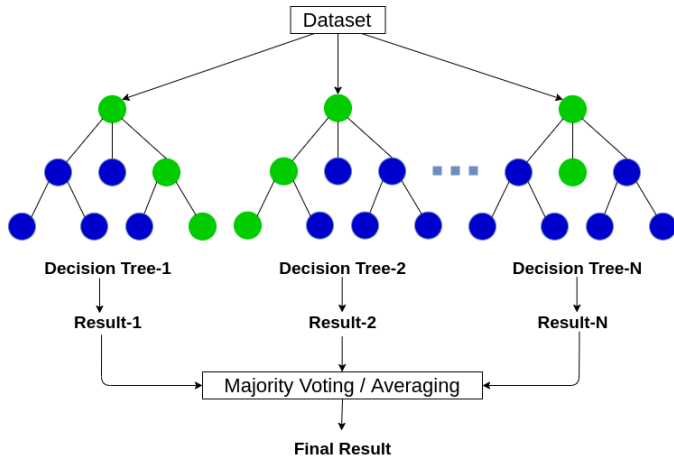 Dataset
Decision Tree-1
Decision Tree-2
Decision Tree-N
Result-1
Result-2
Result-N
Majority Voting / Averaging
Final Result